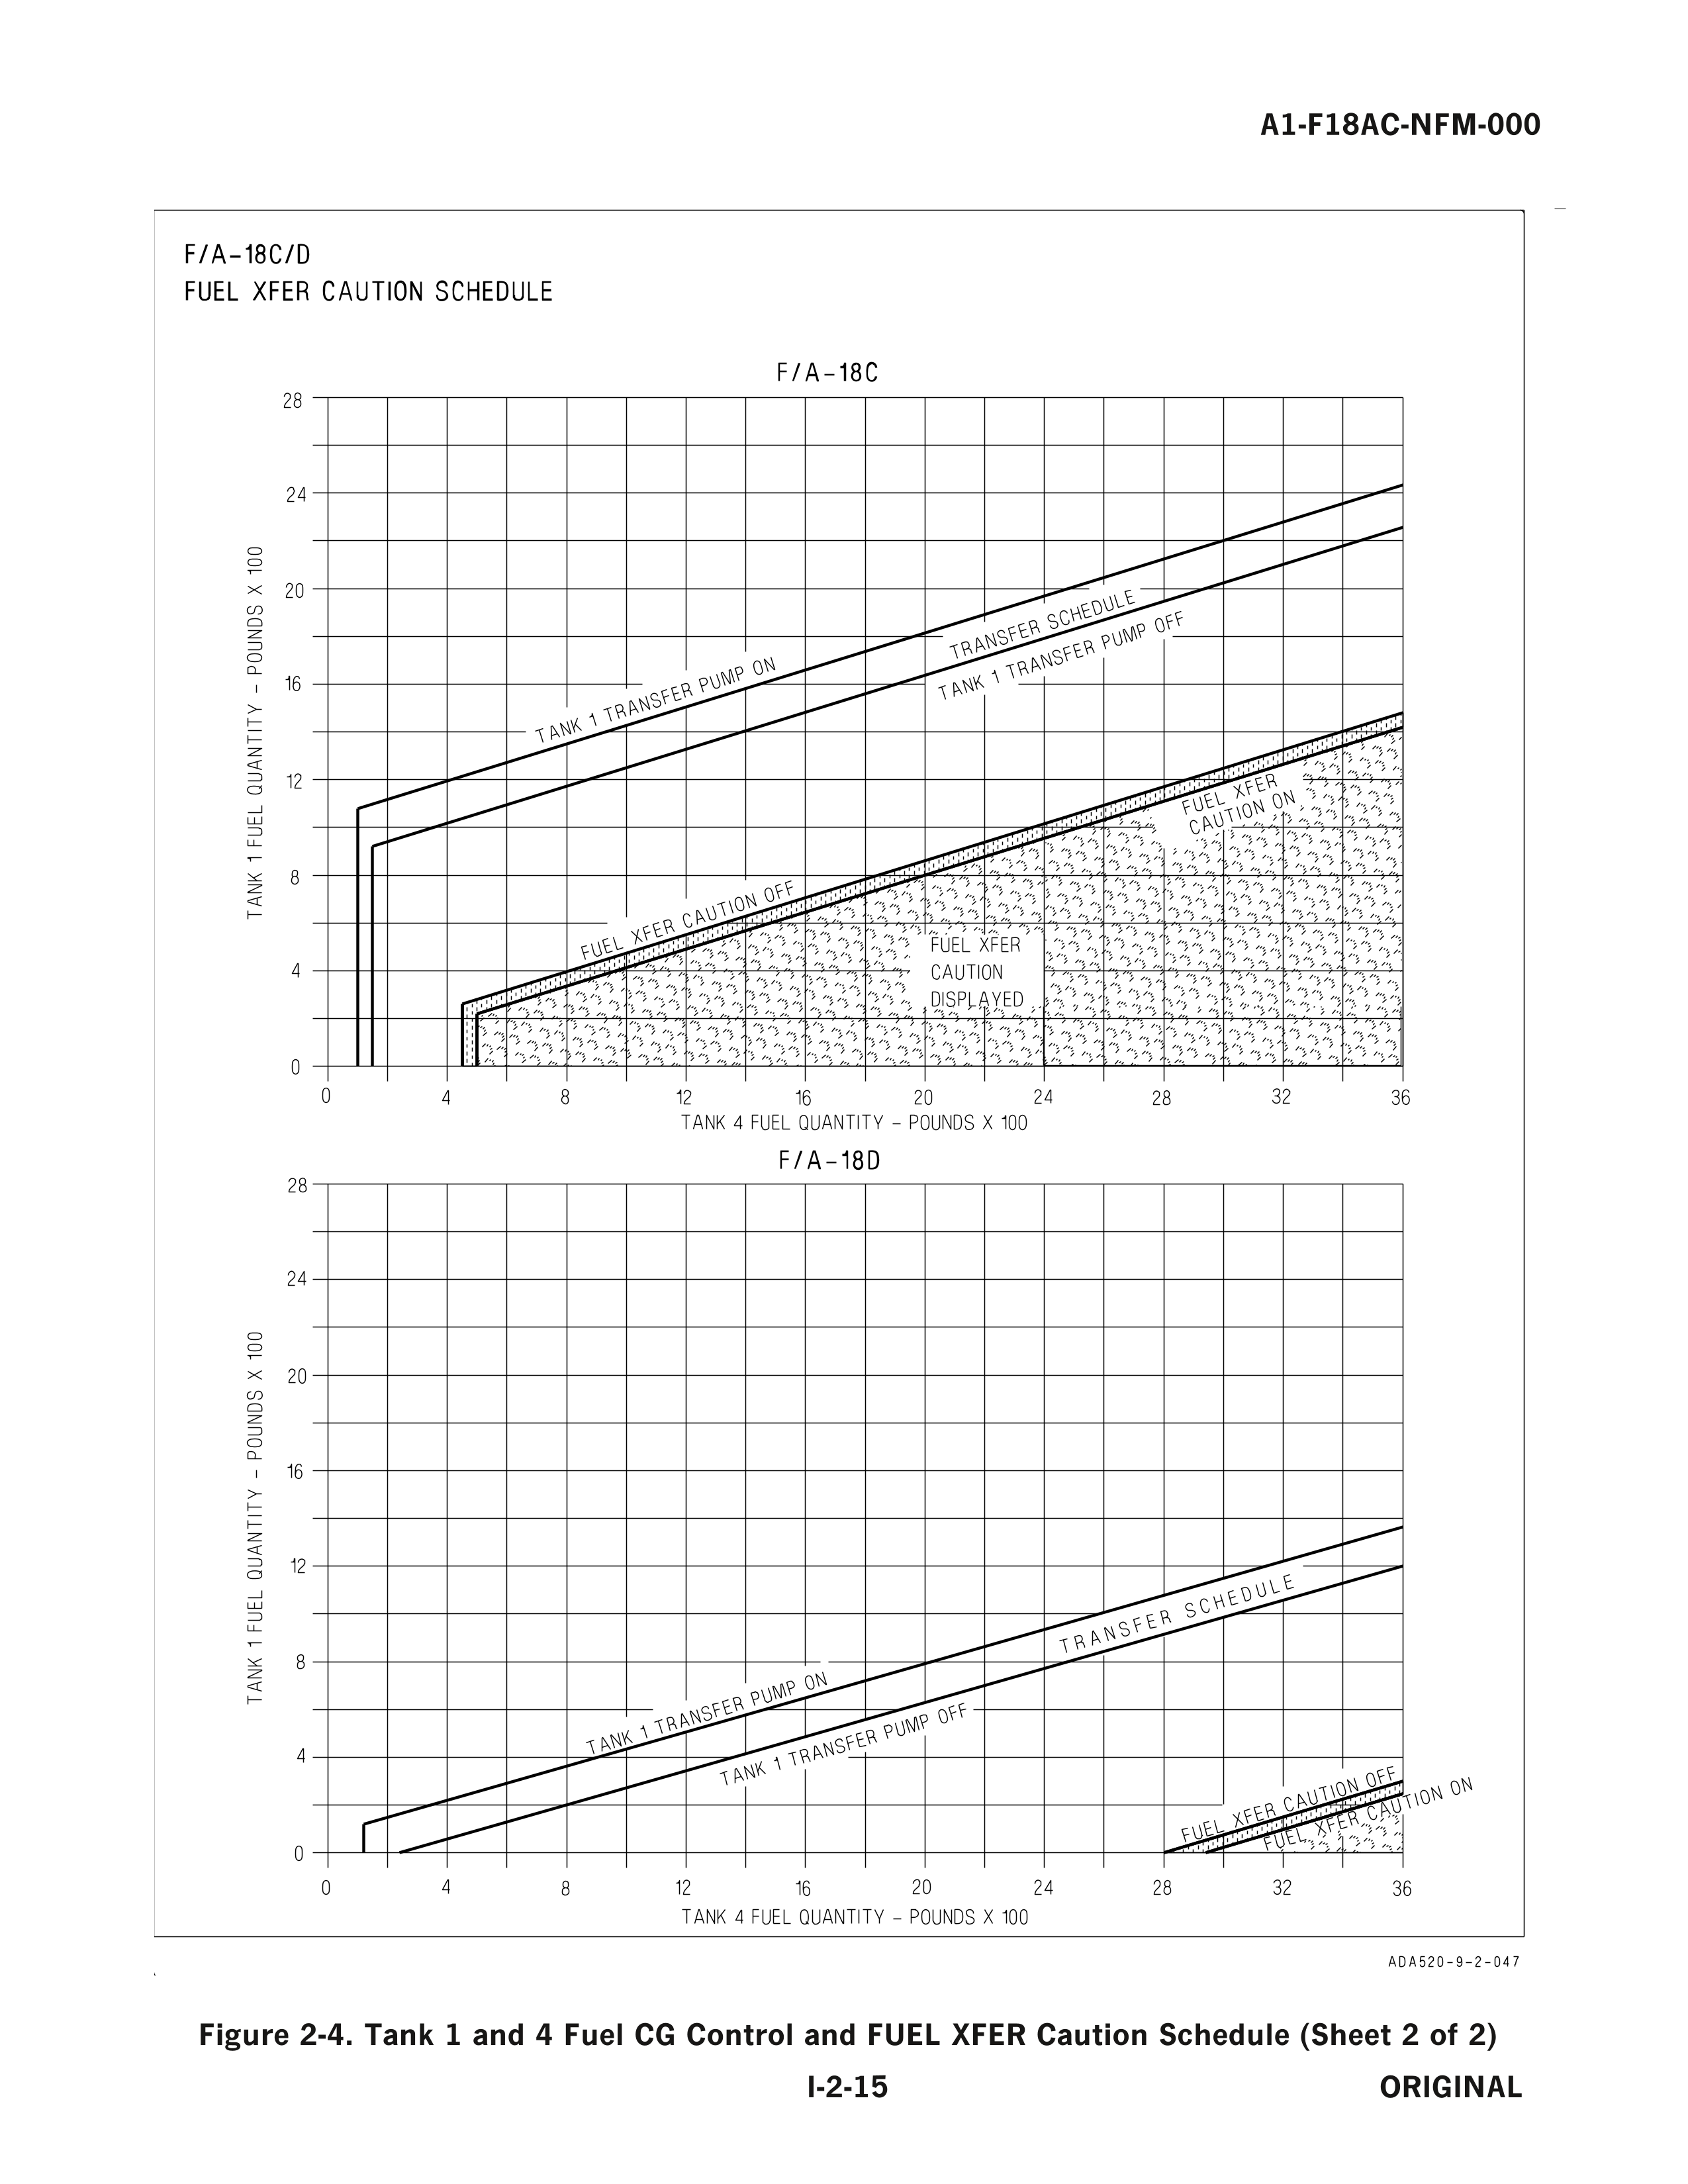 A1-F18AC-NFM-000
F/A-18C/D
FUEL XFER CAUTION SCHEDULE
F/A-18C
28
24
20
16
12
8
4
0
TANK 1 FUEL QUANTITY - POUNDS X 100
TANK 1 TRANSFER PUMP ON
TRANSFER SCHEDULE
TANK 1 TRANSFER PUMP OFF
FUEL XFER CAUTION OFF
FUEL XFER
CAUTION ON
FUEL XFER
CAUTION
DISPLAYED
0 4 8 12 16 20 24 28 32 36
TANK 4 FUEL QUANTITY - POUNDS X 100
F/A-18D
28
24
20
16
12
8
4
0
TANK 1 FUEL QUANTITY - POUNDS X 100
TANK 1 TRANSFER PUMP ON
TRANSFER SCHEDULE
TANK 1 TRANSFER PUMP OFF
FUEL XFER CAUTION OFF
FUEL XFER CAUTION ON
0 4 8 12 16 20 24 28 32 36
TANK 4 FUEL QUANTITY - POUNDS X 100
ADA520-9-2-047
Figure 2-4. Tank 1 and 4 Fuel CG Control and FUEL XFER Caution Schedule (Sheet 2 of 2)
I-2-15
ORIGINAL